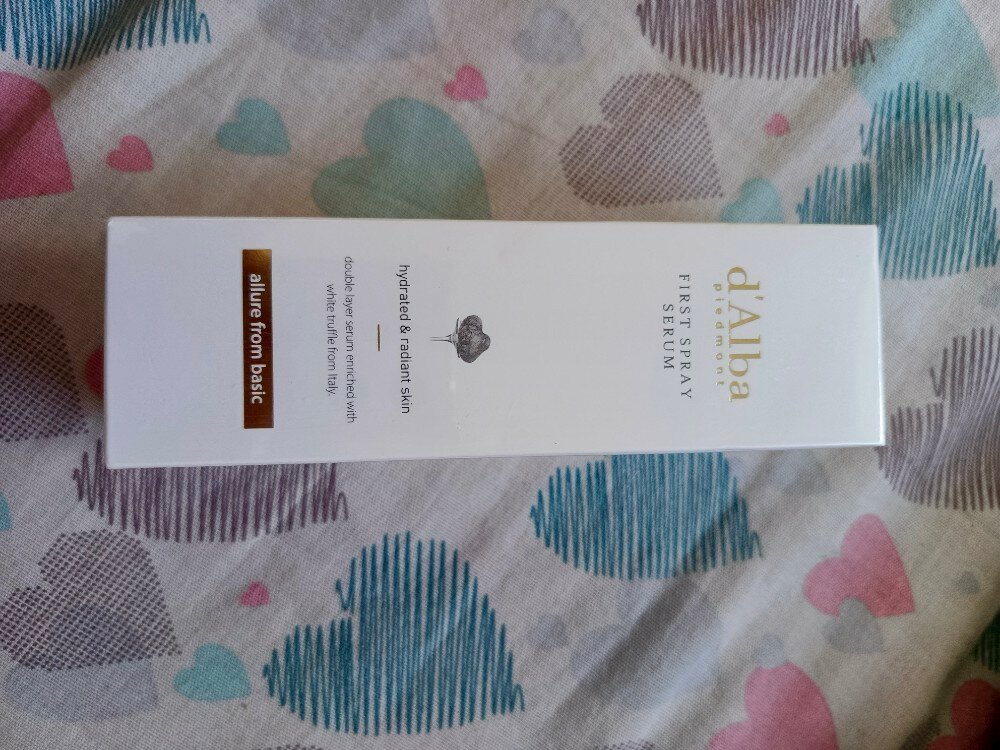 d'Alba
piedmont
FIRST SPRAY
SERUM
hydrated & radiant skin
double layer serum enriched with
white truffle from Italy.
allure from basic